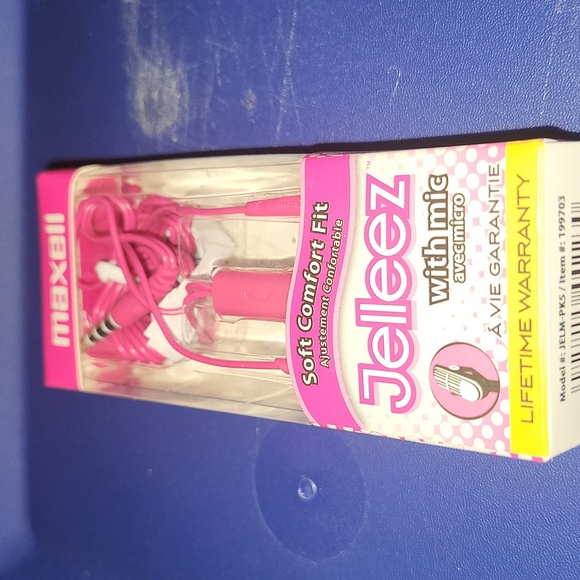 maxell
Soft Comfort Fit
Ajustement Confortable
Jelleez™
with mic
avec micro
À VIE GARANTIE
LIFETIME WARRANTY
Model #: JELM-PK5 / Item #: 199703